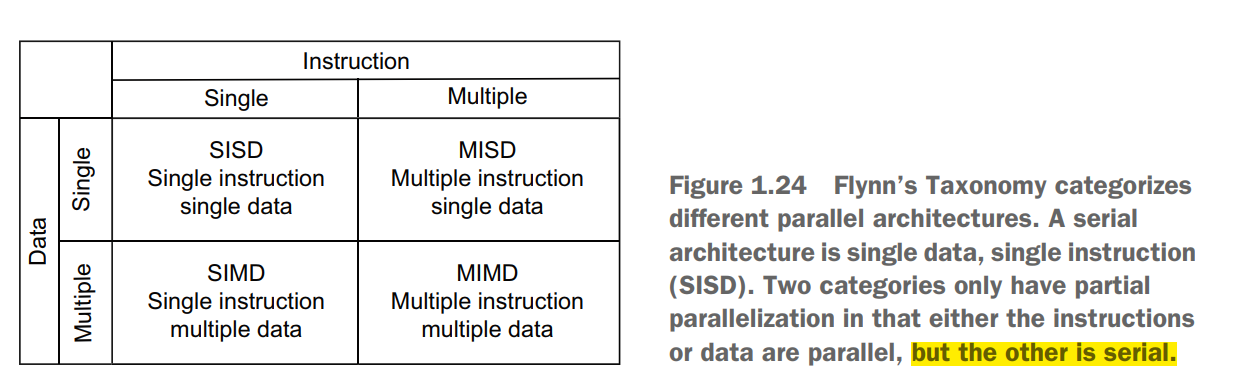 Instruction
Single Multiple
Data
Single
SISD
Single instruction
single data
MISD
Multiple instruction
single data
Multiple
SIMD
Single instruction
multiple data
MIMD
Multiple instruction
multiple data
Figure 1.24 Flynn’s Taxonomy categorizes
different parallel architectures. A serial
architecture is single data, single instruction
(SISD). Two categories only have partial
parallelization in that either the instructions
or data are parallel, but the other is serial.